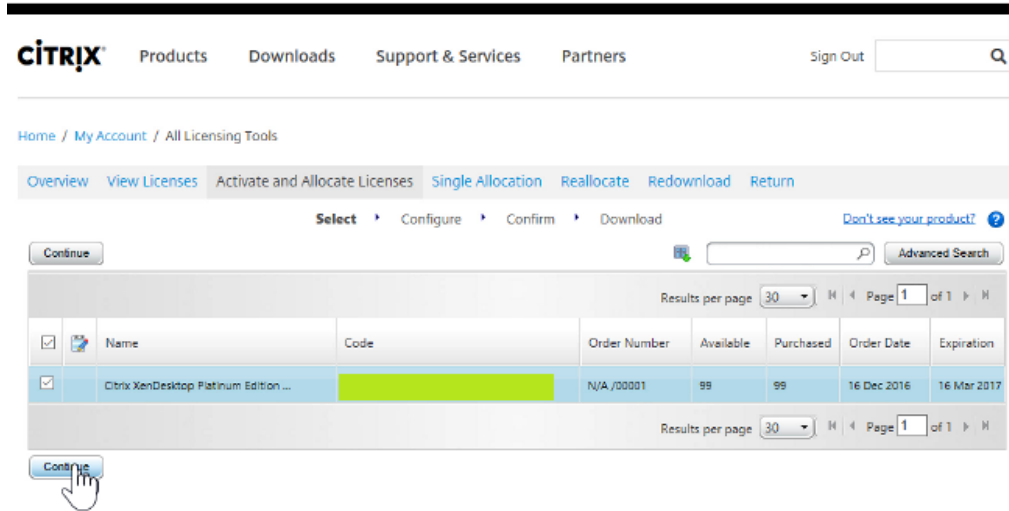 CİTRIX Products Downloads Support & Services Partners Sign Out
Home / My Account / All Licensing Tools
Overview View Licenses Activate and Allocate Licenses Single Allocation Reallocate Redownload Return
Select Configure Confirm Download Don't see your product? ?
Continue Advanced Search
Results per page 30 Page 1 of 1
Name Code Order Number Available Purchased Order Date Expiration
Citrix XenDesktop Platinum Edition ... N/A /00001 99 99 16 Dec 2016 16 Mar 2017
Results per page 30 Page 1 of 1
Continue